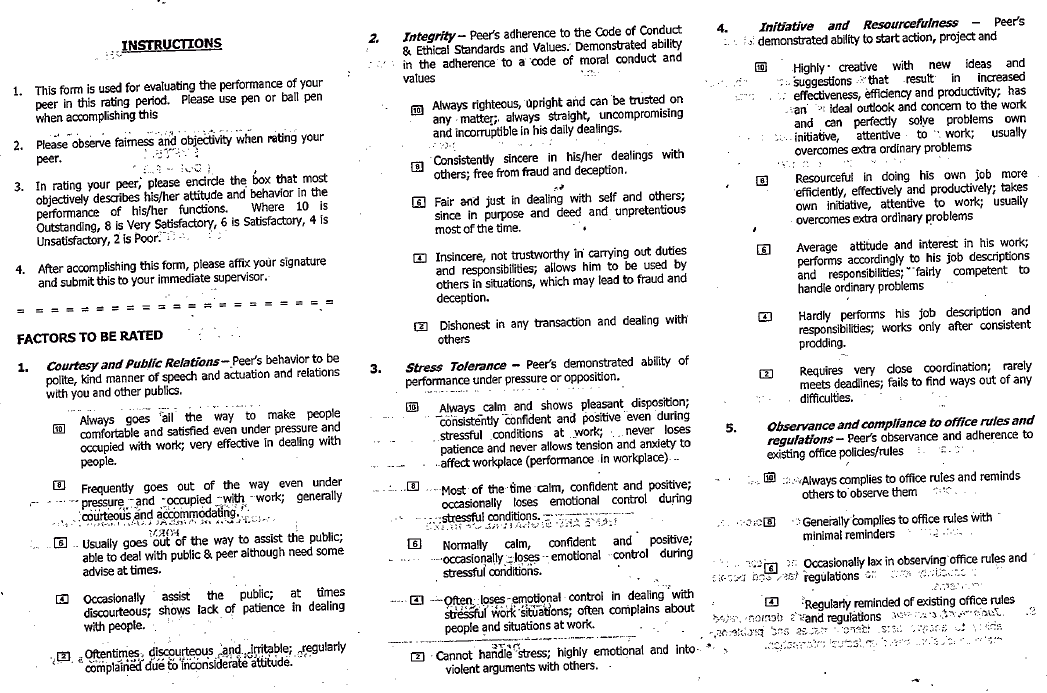 INSTRUCTIONS
1. This form is used for evaluating the performance of your
peer in this rating period. Please use pen or ball pen
when accomplishing this
2. Please observe fairness and objectivity when rating your
peer.
3. In rating your peer, please encircle the box that most
objectively describes his/her attitude and behavior in the
performance of his/her functions. Where 10 is
Outstanding, 8 is Very Satisfactory, 6 is Satisfactory, 4 is
Unsatisfactory, 2 is Poor.
4. After accomplishing this form, please affix your signature
and submit this to your immediate supervisor.
= = = = = = = = = = = = = = = = = = = = =
FACTORS TO BE RATED
1. Courtesy and Public Relations – Peer's behavior to be
polite, kind manner of speech and actuation and relations
with you and other publics.
10 Always goes all the way to make people
comfortable and satisfied even under pressure and
occupied with work; very effective in dealing with
people.
8 Frequently goes out of the way even under
pressure and occupied with work; generally
courteous and accommodating.
6 Usually goes out of the way to assist the public;
able to deal with public & peer although need some
advise at times.
4 Occasionally assist the public; at times
discourteous; shows lack of patience in dealing
with people.
2 Oftentimes discourteous and irritable; regularly
complained due to inconsiderate attitude.
2. Integrity – Peer's adherence to the Code of Conduct
& Ethical Standards and Values. Demonstrated ability
in the adherence to a code of moral conduct and
values
10 Always righteous, upright and can be trusted on
any matter, always straight, uncompromising
and incorruptible in his daily dealings.
8 Consistently sincere in his/her dealings with
others; free from fraud and deception.
6 Fair and just in dealing with self and others;
since in purpose and deed and unpretentious
most of the time.
4 Insincere, not trustworthy in carrying out duties
and responsibilities; allows him to be used by
others in situations, which may lead to fraud and
deception.
2 Dishonest in any transaction and dealing with
others
3. Stress Tolerance – Peer's demonstrated ability of
performance under pressure or opposition.
10 Always calm and shows pleasant disposition;
consistently confident and positive even during
stressful conditions at work; never loses
patience and never allows tension and anxiety to
affect workplace (performance in workplace)
8 Most of the time calm, confident and positive;
occasionally loses emotional control during
stressful conditions.
6 Normally calm, confident and positive;
occasionally loses emotional control during
stressful conditions.
4 Often loses emotional control in dealing with
stressful work situations; often complains about
people and situations at work.
2 Cannot handle stress; highly emotional and into
violent arguments with others.
4. Initiative and Resourcefulness – Peer's
demonstrated ability to start action, project and
10 Highly creative with new ideas and
suggestions that result in increased
effectiveness, efficiency and productivity; has
an ideal outlook and concern to the work
and can perfectly solve problems own
initiative, attentive to work; usually
overcomes extra ordinary problems
8 Resourceful in doing his own job more
efficiently, effectively and productively; takes
own initiative, attentive to work; usually
overcomes extra ordinary problems
6 Average attitude and interest in his work;
performs accordingly to his job descriptions
and responsibilities; fairly competent to
handle ordinary problems
4 Hardly performs his job description and
responsibilities; works only after consistent
prodding.
2 Requires very close coordination; rarely
meets deadlines; fails to find ways out of any
difficulties.
5. Observance and compliance to office rules and
regulations – Peer's observance and adherence to
existing office policies/rules
10 Always complies to office rules and reminds
others to observe them
8 Generally complies to office rules with
minimal reminders
6 Occasionally lax in observing office rules and
regulations
4 Regularly reminded of existing office rules
and regulations